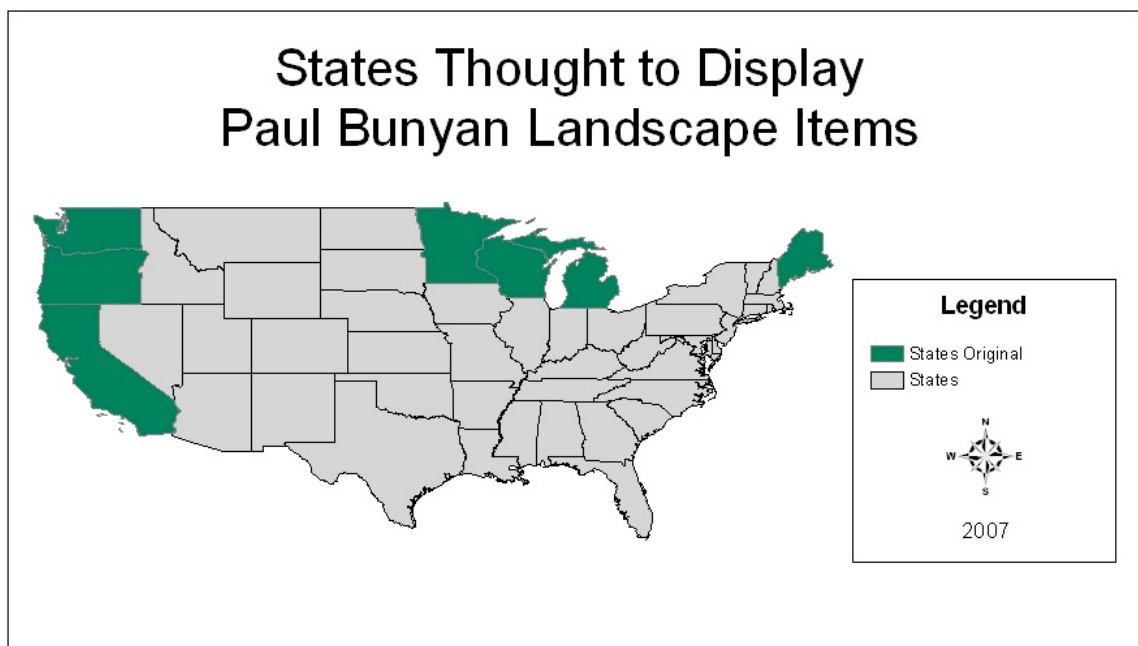 States Thought to Display
Paul Bunyan Landscape Items
Legend
States Original
States
N
W E
S
2007